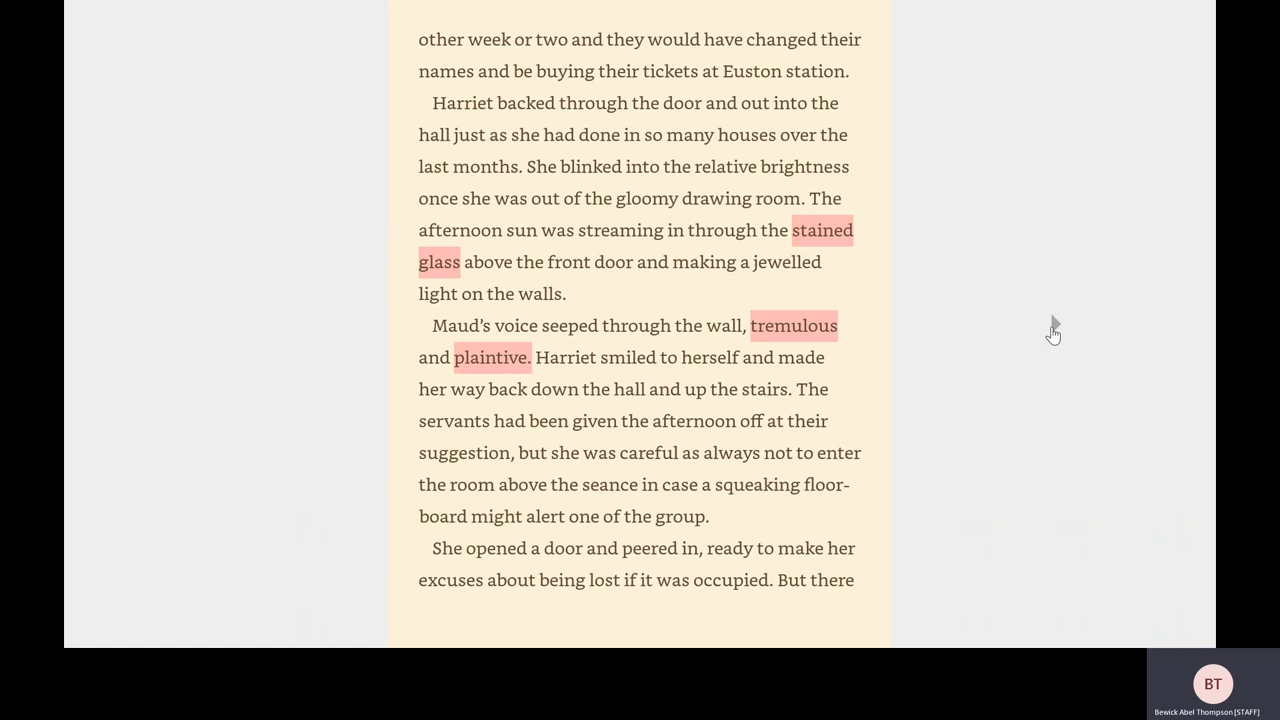 other week or two and they would have changed their
names and be buying their tickets at Euston station.
Harriet backed through the door and out into the
hall just as she had done in so many houses over the
last months. She blinked into the relative brightness
once she was out of the gloomy drawing room. The
afternoon sun was streaming in through the stained
glass above the front door and making a jewelled
light on the walls.
Maud’s voice seeped through the wall, tremulous
and plaintive. Harriet smiled to herself and made
her way back down the hall and up the stairs. The
servants had been given the afternoon off at their
suggestion, but she was careful as always not to enter
the room above the seance in case a squeaking floor-
board might alert one of the group.
She opened a door and peered in, ready to make her
excuses about being lost if it was occupied. But there
BT
Bewick Abel Thompson [STAFF]